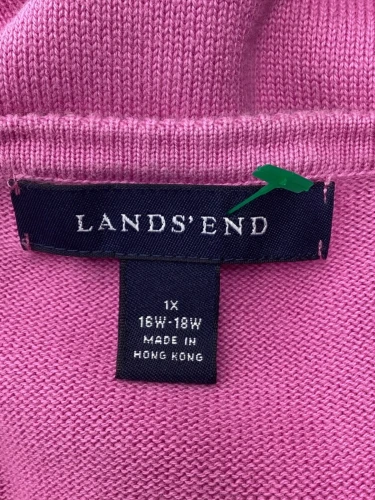 LANDS' END
1X
16W-18W
MADE IN
HONG KONG